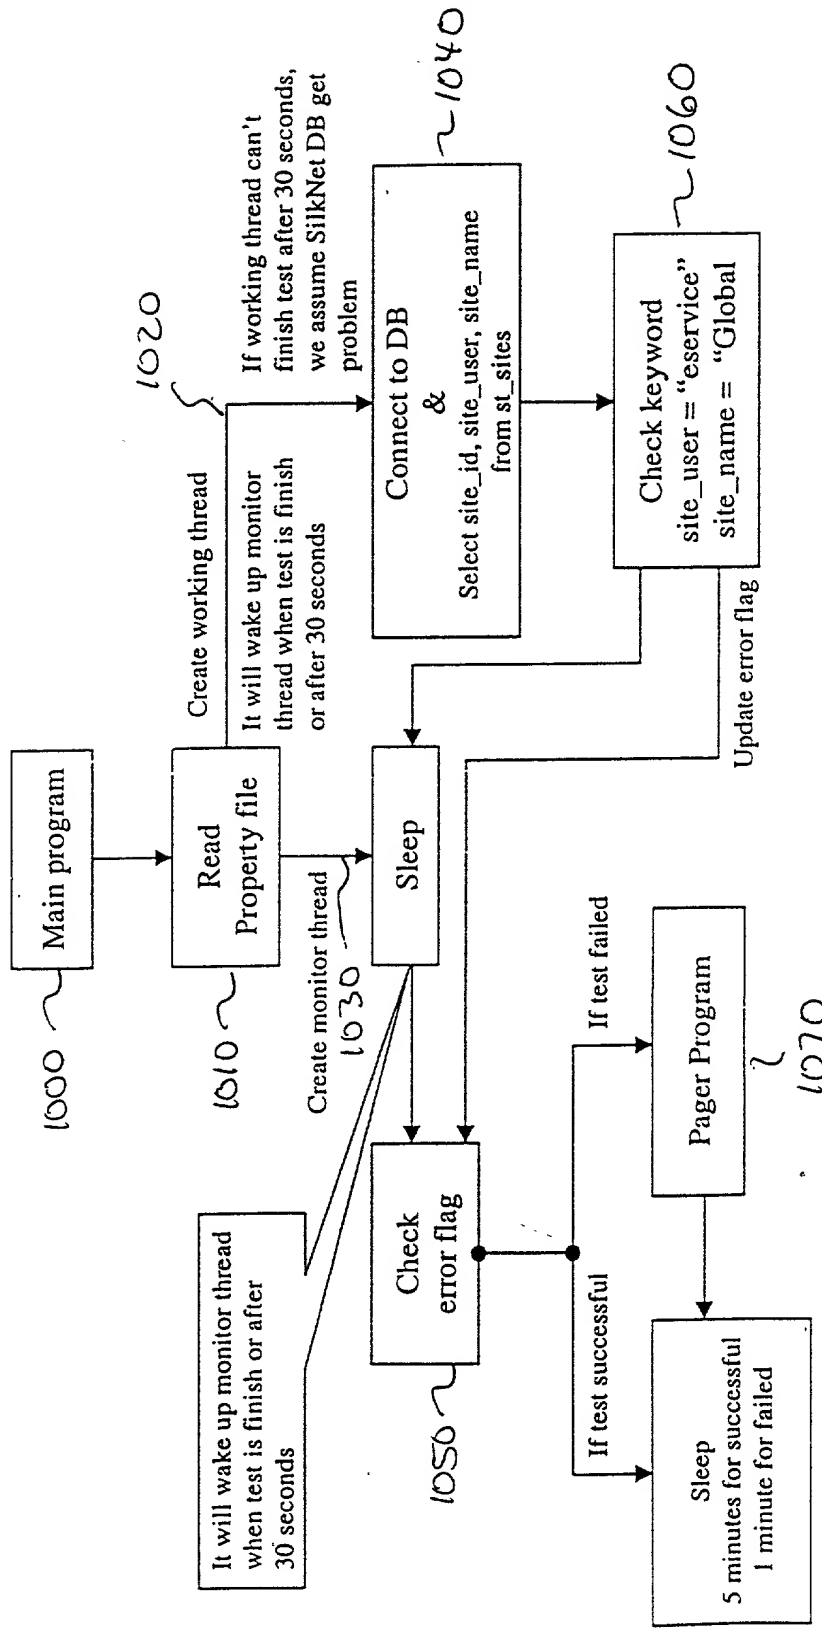 Main program
1000
Read
Property file
1010
Create working thread
1020
It will wake up monitor
thread when test is finish
or after 30 seconds
If working thread can't
finish test after 30 seconds,
we assume SilkNet DB get
problem
Create monitor thread
1030
Sleep
Connect to DB
&
Select site_id, site_user, site_name
from st_sites
1040
It will wake up monitor thread
when test is finish or after
30 seconds
Check
error flag
1050
Check keyword
site_user = “eservice”
site_name = “Global
1060
Update error flag
If test successful
If test failed
Sleep
5 minutes for successful
1 minute for failed
Pager Program
1070